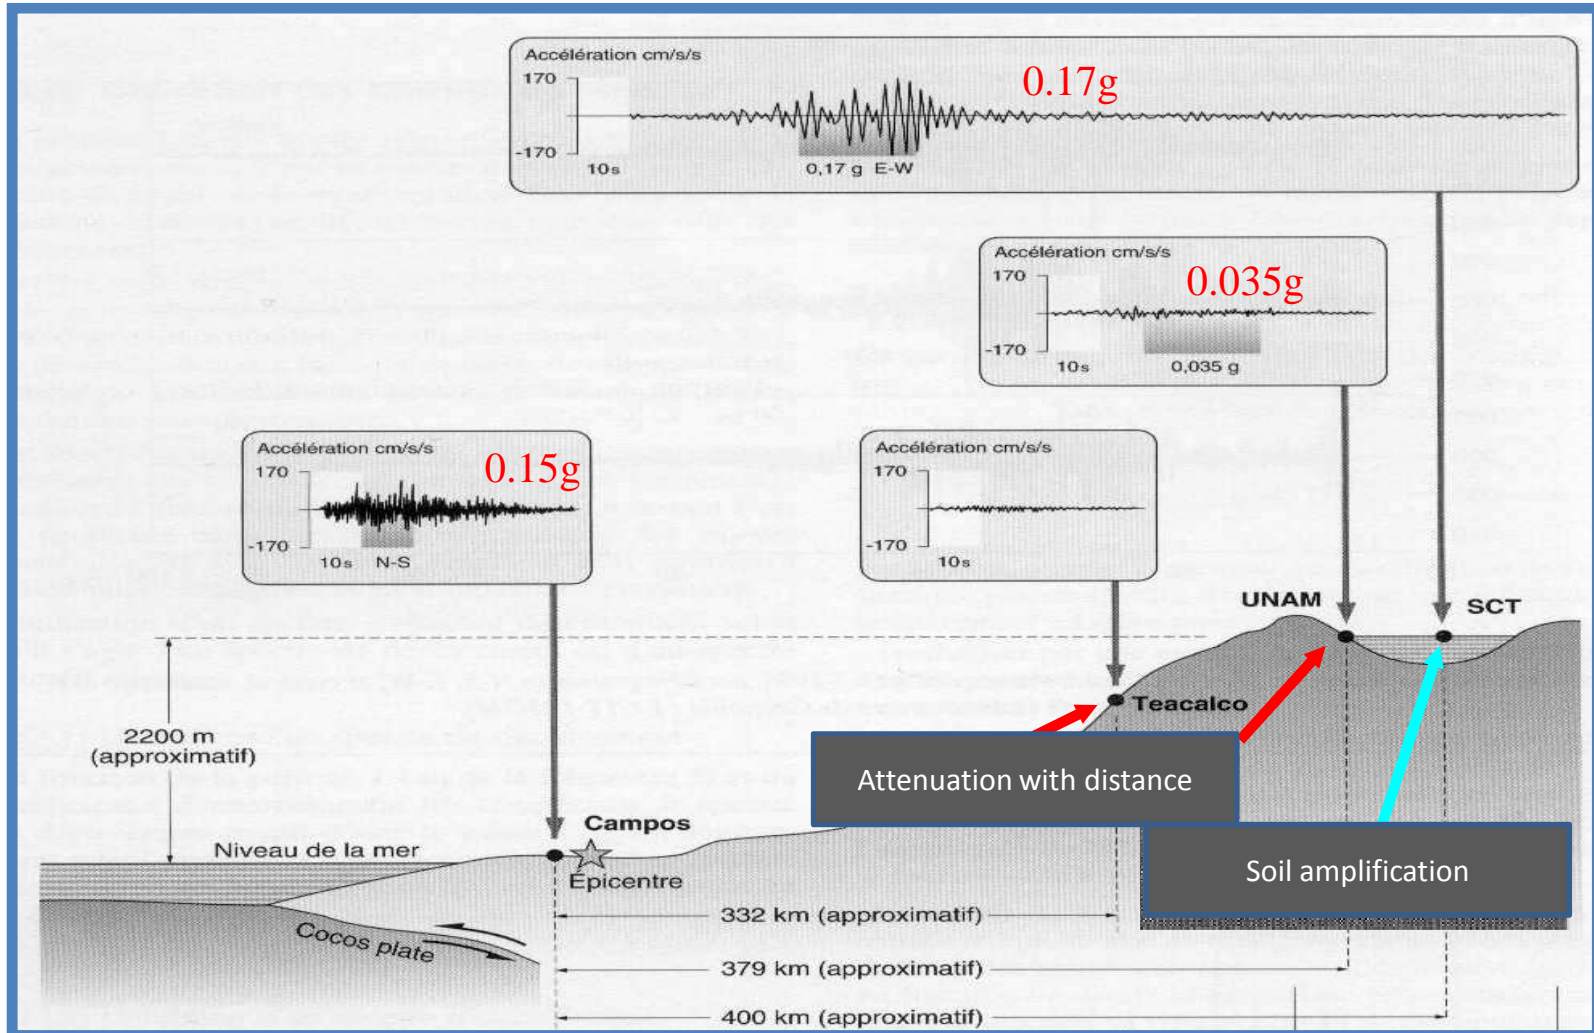 Accélération cm/s/s
170
0.17g
-170
10s
0,17 g E-W
Accélération cm/s/s
170
0.035g
-170
10s
0,035 g
Accélération cm/s/s
170
0.15g
-170
10s
N-S
Accélération cm/s/s
170
-170
10s
UNAM
SCT
Teacalco
2200 m
(approximatif)
Attenuation with distance
Soil amplification
Campos
Niveau de la mer
Épicentre
Cocos plate
332 km (approximatif)
379 km (approximatif)
400 km (approximatif)